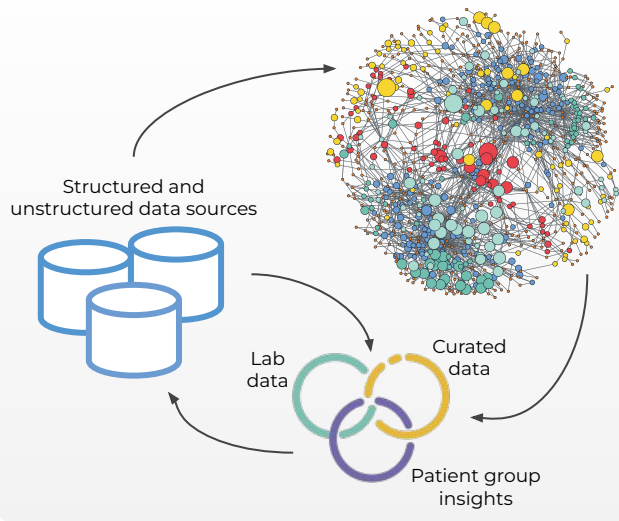 Structured and
unstructured data sources
Lab
data
Curated
data
Patient group
insights